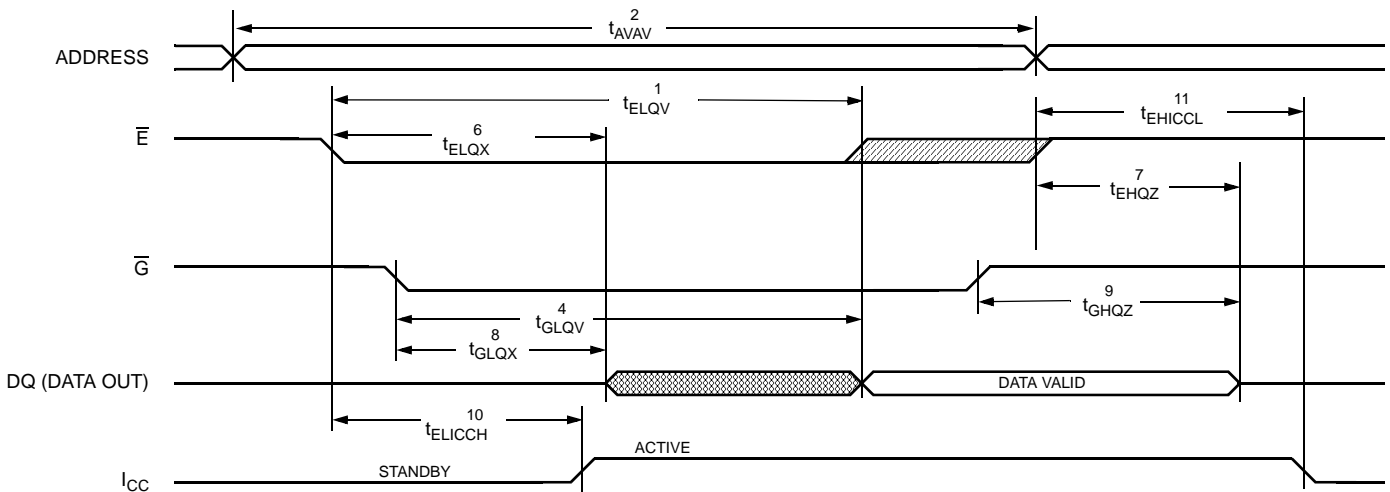 2
tAVAV
ADDRESS
1
tELQV
11
tEHICCL
E
6
tELQX
7
tEHQZ
G
9
tGHQZ
4
tGLQV
8
tGLQX
DQ (DATA OUT)
DATA VALID
10
tELICCH
ACTIVE
STANDBY
ICC